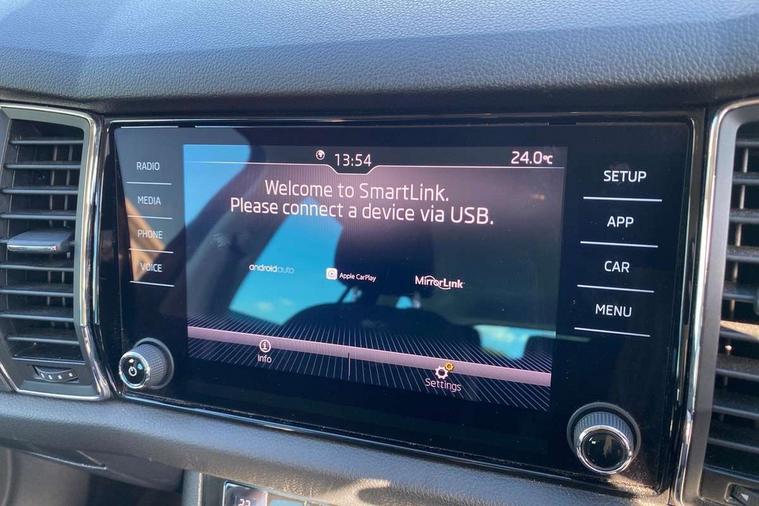 13:54
24.0°C
Welcome to SmartLink.
Please connect a device via USB.
androidauto
Apple CarPlay
MirrorLink
Info
Settings
RADIO
MEDIA
PHONE
VOICE
SETUP
APP
CAR
MENU